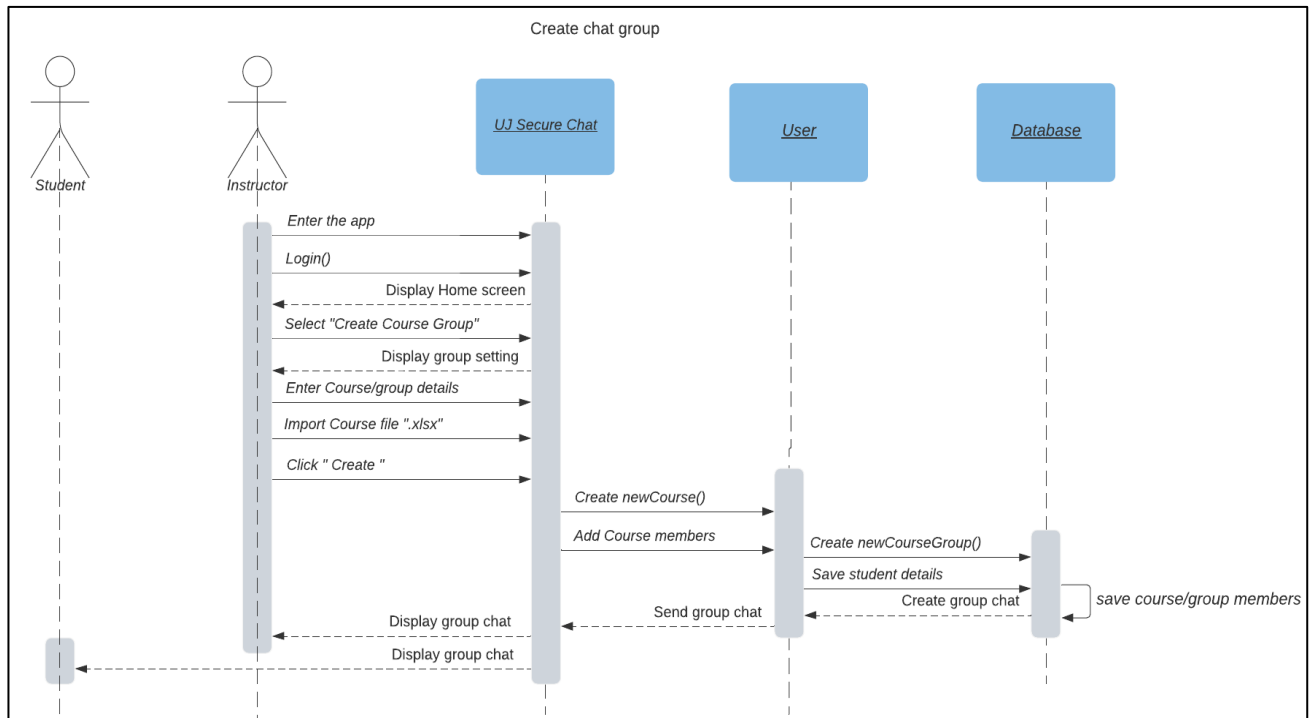 Create chat group
UJ Secure Chat
User
Database
Student
Instructor
Enter the app
Login()
Display Home screen
Select "Create Course Group"
Display group setting
Enter Course/group details
Import Course file ".xlsx"
Click " Create "
Create newCourse()
Add Course members
Create newCourseGroup()
Save student details
Create group chat
save course/group members
Send group chat
Display group chat
Display group chat